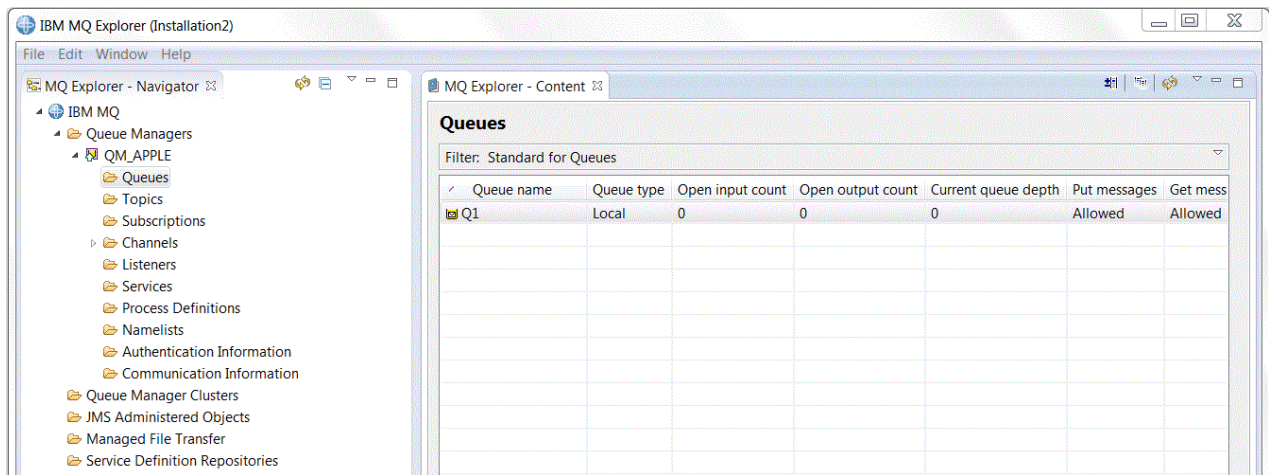 IBM MQ Explorer (Installation2)
File Edit Window Help
MQ Explorer - Navigator
IBM MQ
Queue Managers
QM_APPLE
Queues
Topics
Subscriptions
Channels
Listeners
Services
Process Definitions
Namelists
Authentication Information
Communication Information
Queue Manager Clusters
JMS Administered Objects
Managed File Transfer
Service Definition Repositories
MQ Explorer - Content
Queues
Filter: Standard for Queues
Queue name Queue type Open input count Open output count Current queue depth Put messages Get mess
Q1 Local 0 0 0 Allowed Allowed